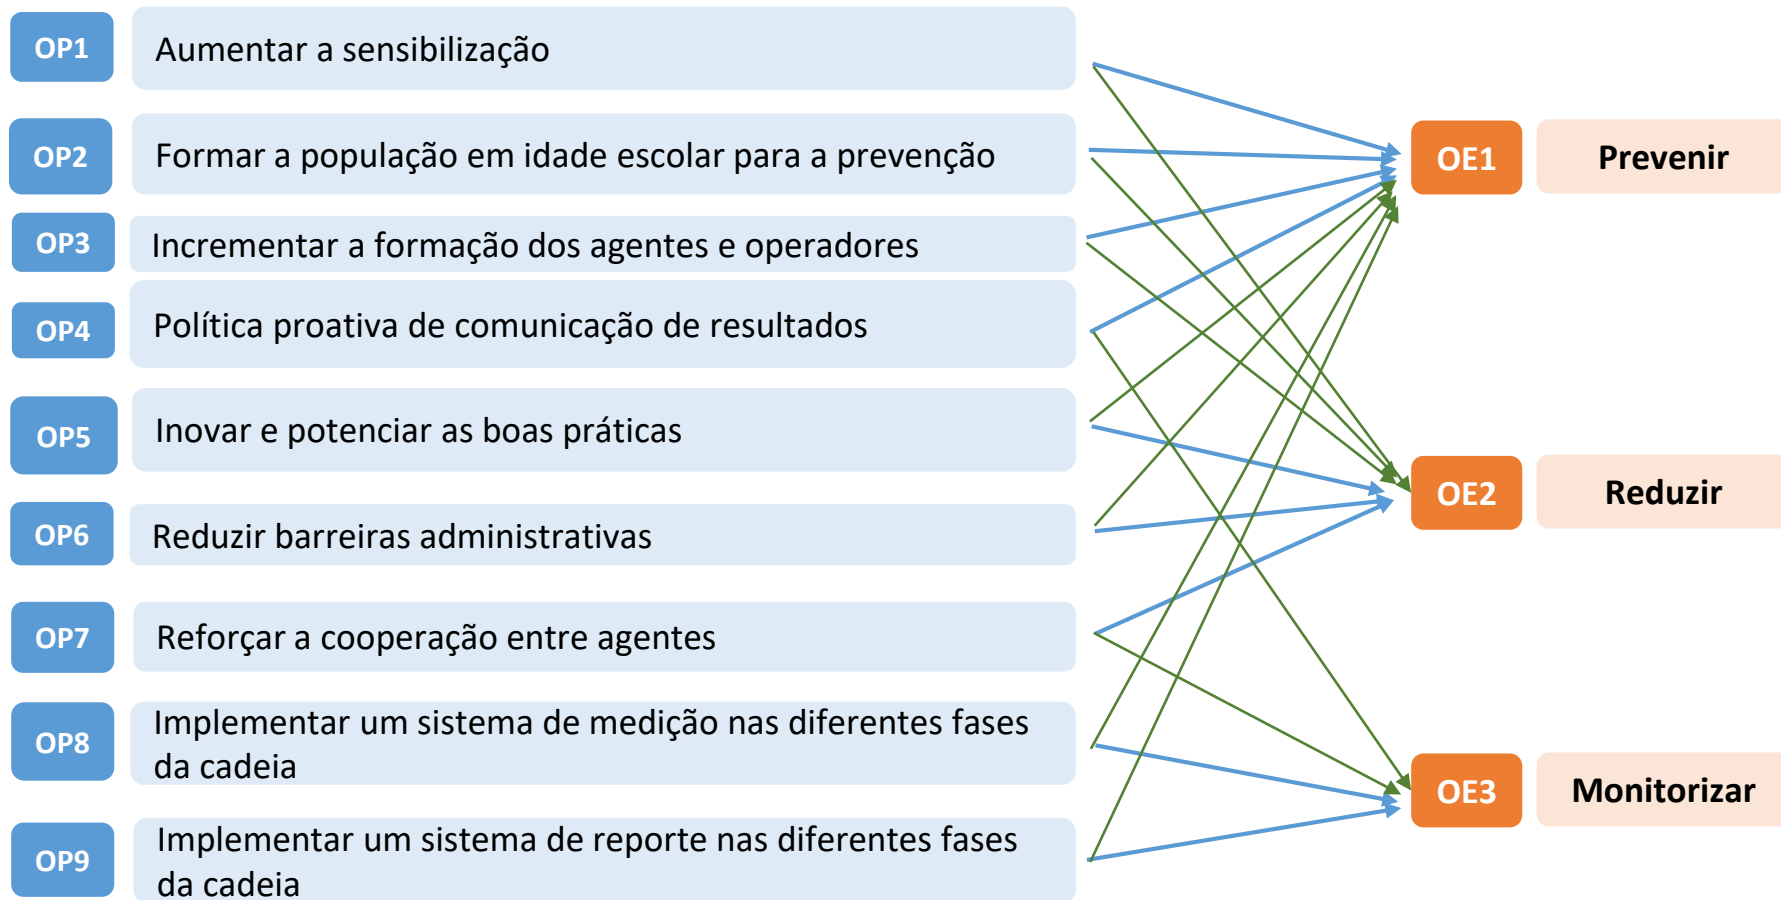 OP1
Aumentar a sensibilização
OP2
Formar a população em idade escolar para a prevenção
OE1
Prevenir
OP3
Incrementar a formação dos agentes e operadores
OP4
Política proativa de comunicação de resultados
OP5
Inovar e potenciar as boas práticas
OE2
Reduzir
OP6
Reduzir barreiras administrativas
OP7
Reforçar a cooperação entre agentes
OP8
Implementar um sistema de medição nas diferentes fases
da cadeia
OE3
Monitorizar
OP9
Implementar um sistema de reporte nas diferentes fases
da cadeia